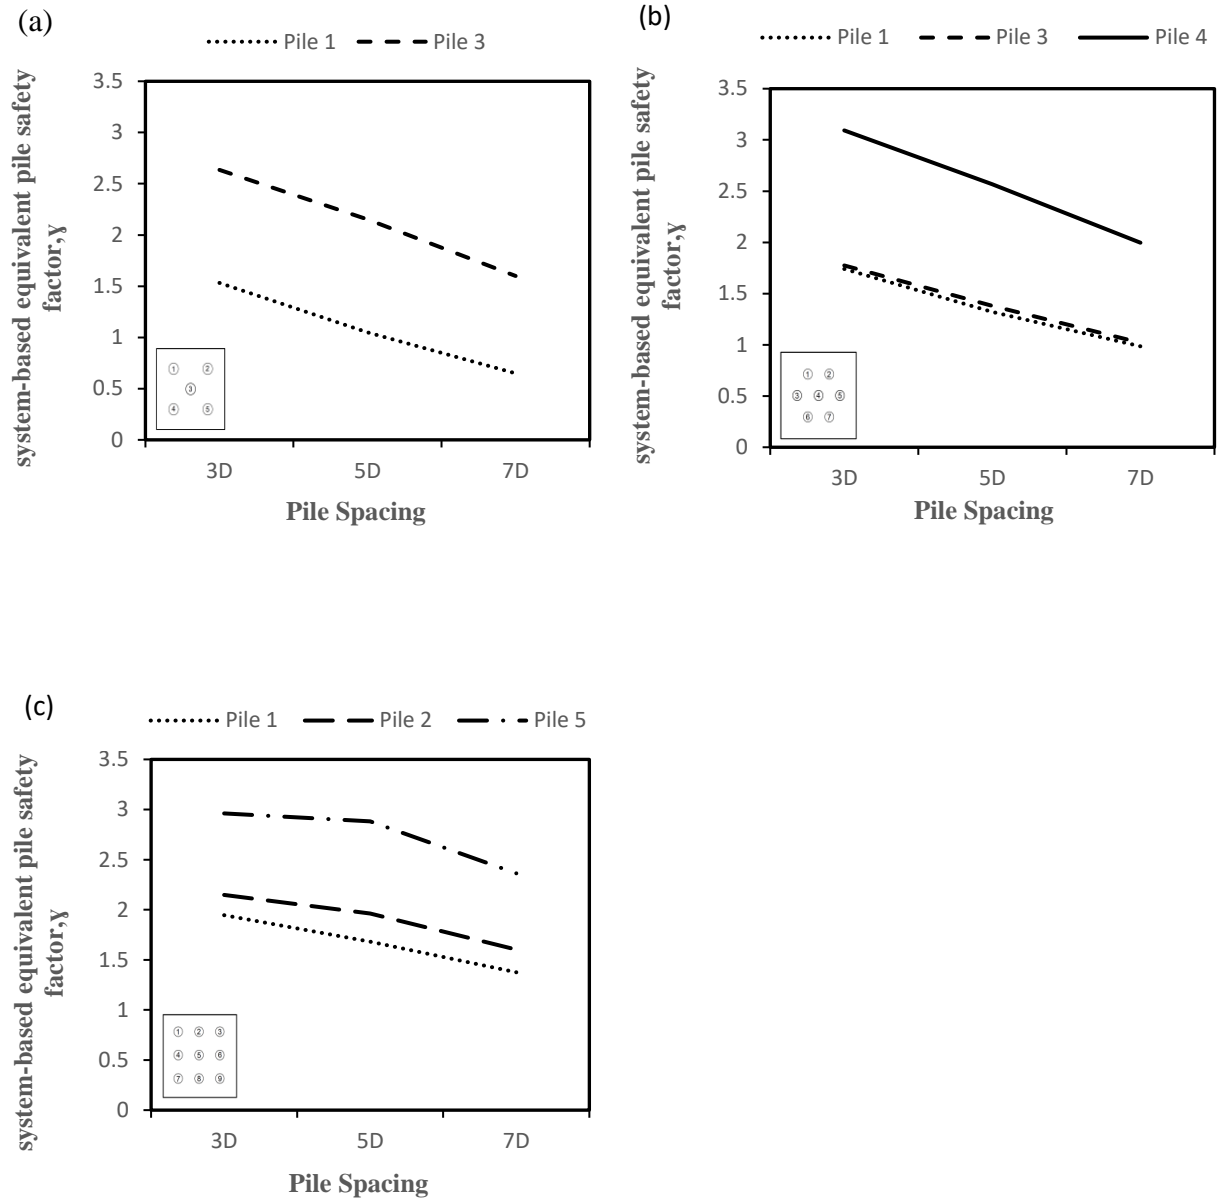 (a)
Pile 1 Pile 3
system-based equivalent pile safety
factor,ɣ
3.5
3
2.5
2
1.5
1
0.5
0
① ②
③
④ ⑤
3D 5D 7D
Pile Spacing
(b)
Pile 1 Pile 3 Pile 4
system-based equivalent pile safety
factor,ɣ
3.5
3
2.5
2
1.5
1
0.5
0
① ②
③ ④ ⑤
⑥ ⑦
3D 5D 7D
Pile Spacing
(c)
Pile 1 Pile 2 Pile 5
system-based equivalent pile safety
factor,ɣ
3.5
3
2.5
2
1.5
1
0.5
0
① ② ③
④ ⑤ ⑥
⑦ ⑧ ⑨
3D 5D 7D
Pile Spacing